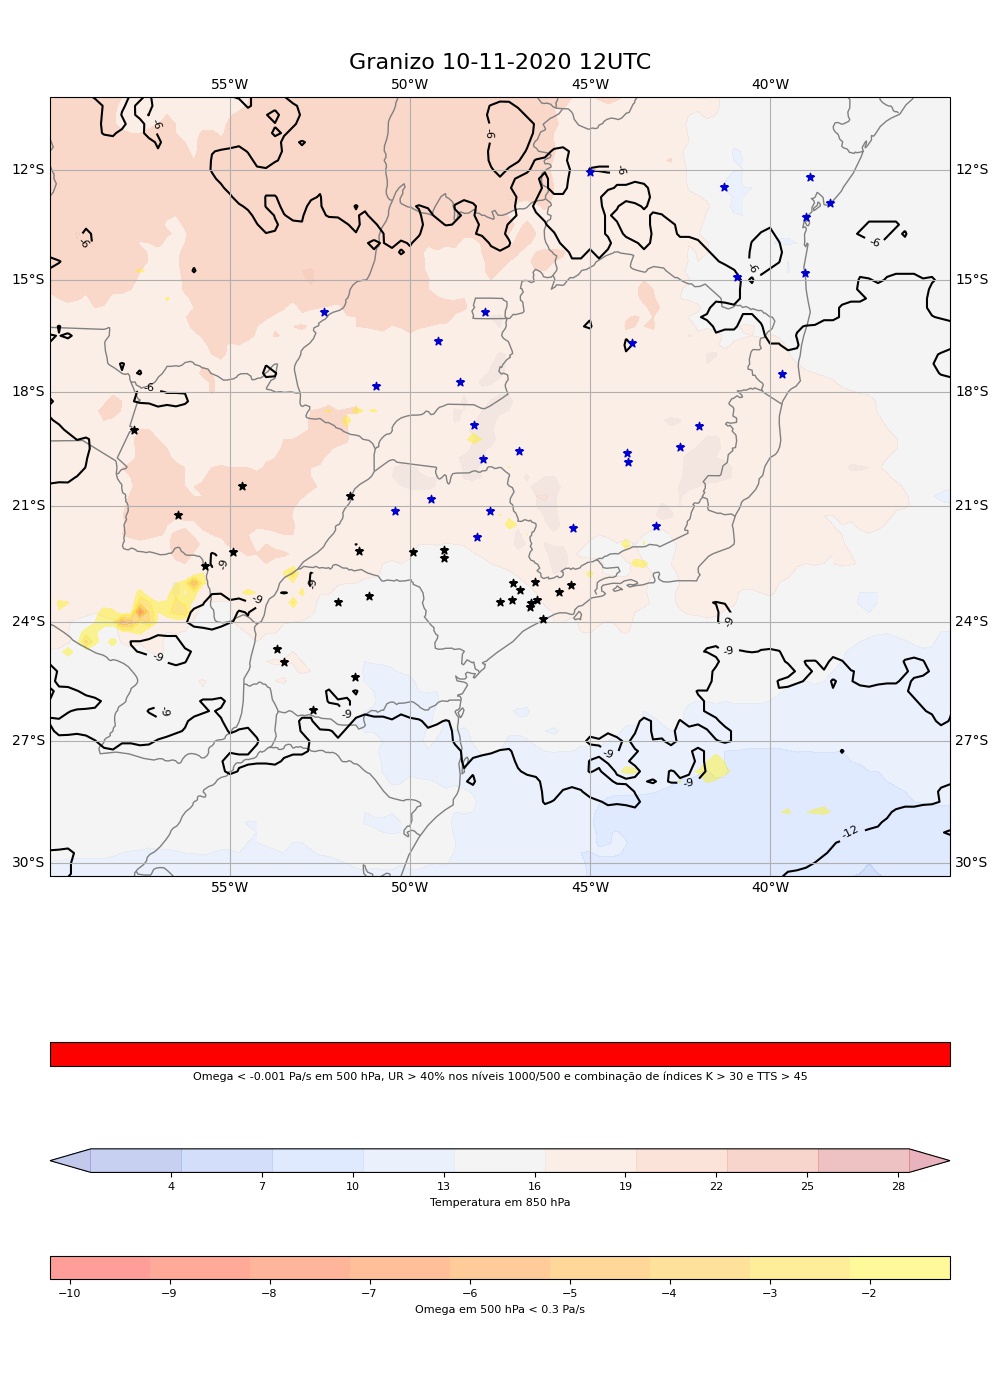 Granizo 10-11-2020 12UTC
55°W 50°W 45°W 40°W
-6
-6
-6
12°S
-6
-6
-6
15°S
-6
18°S 18°S
21°S 21°S
-9
-9
-9
24°S 24°S
-9
-9
-9
-9
-9
27°S 27°S
-9
-9
-12
30°S 30°S
55°W 50°W 45°W 40°W
Omega < -0.001 Pa/s em 500 hPa, UR > 40% nos níveis 1000/500 e combinação de índices K > 30 e TTS > 45
4 7 10 13 16 19 22 25 28
Temperatura em 850 hPa
−10 −9 −8 −7 −6 −5 −4 −3 −2
Omega em 500 hPa < 0.3 Pa/s